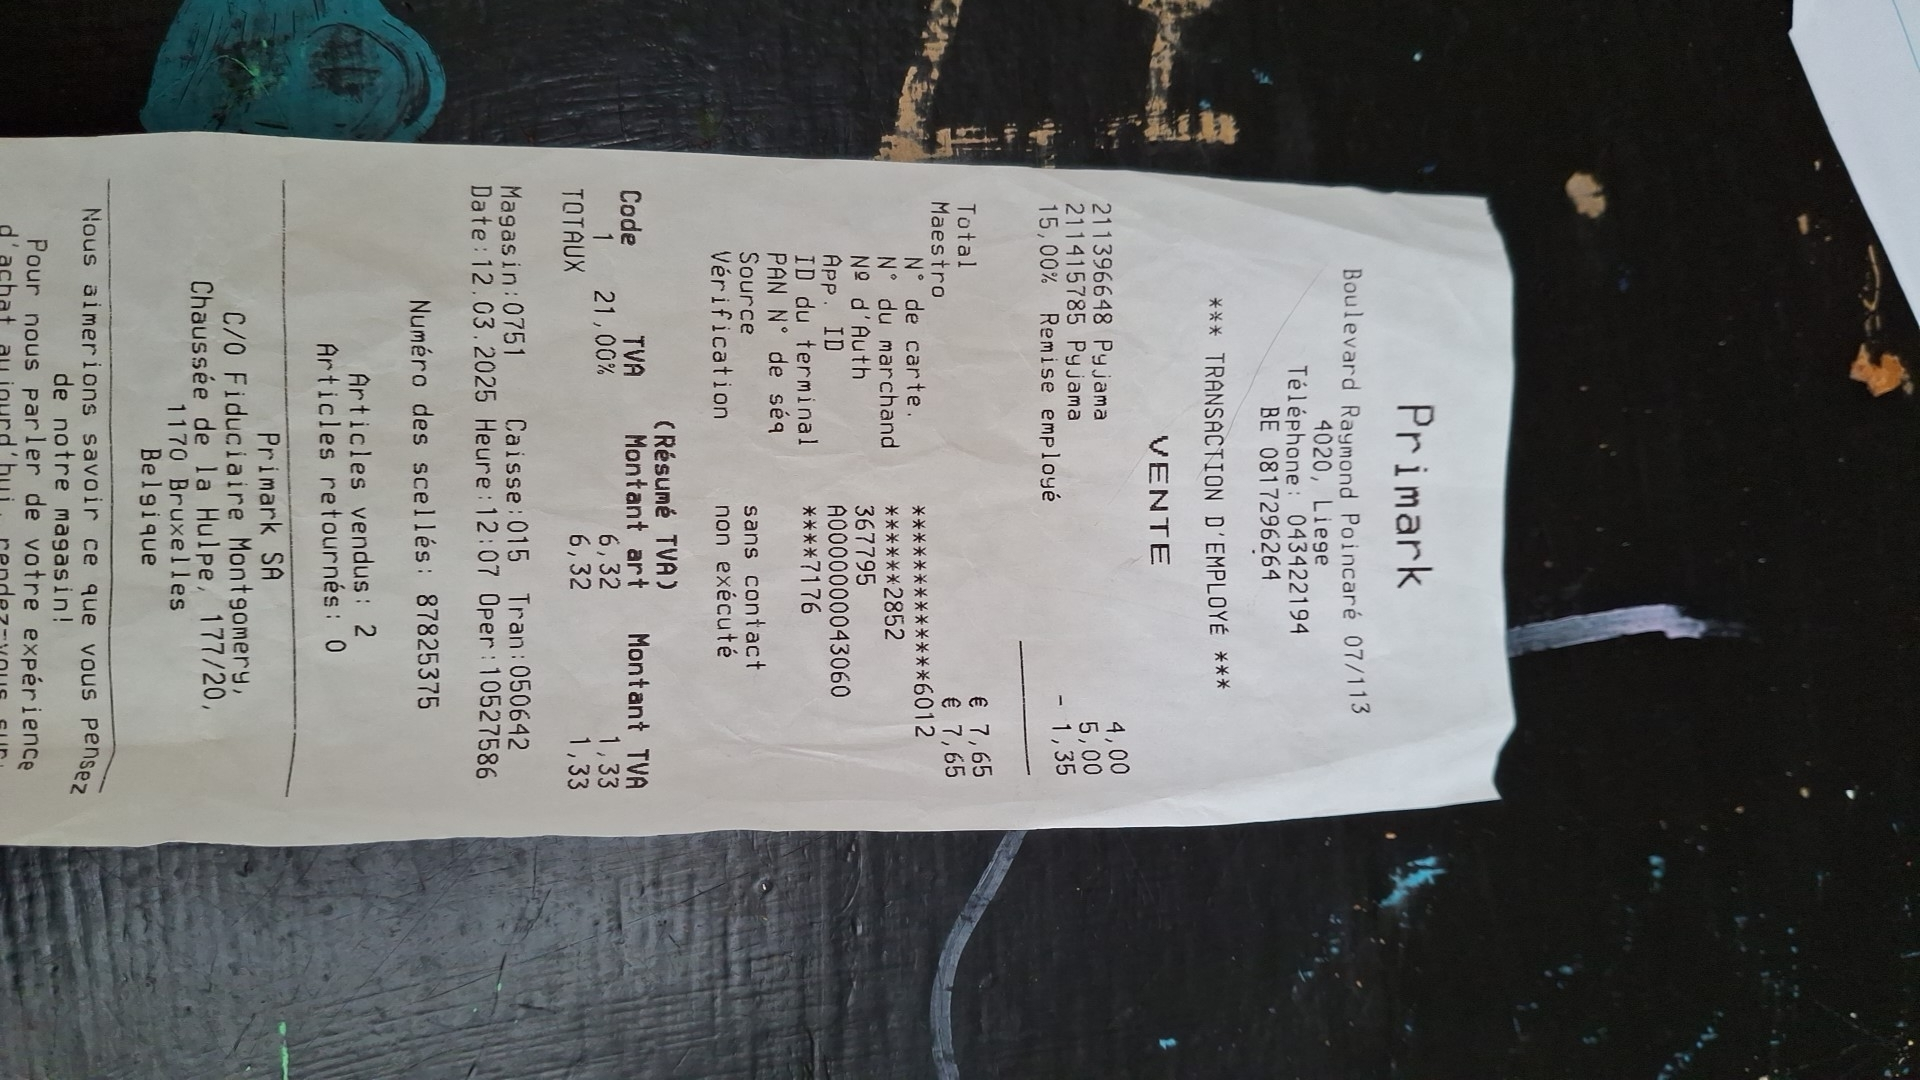 Primark
Boulevard Raymond Poincaré 07/113
4020, Liege
Téléphone: 043422194
BE 0817296264
*** TRANSACTION D'EMPLOYÉ ***
VENTE
211396648 Pyjama 4,00
211415785 Pyjama 5,00
15,00% Remise employé - 1,35
Total € 7,65
Maestro € 7,65
N° de carte. ***************6012
N° du marchand ******2852
Nº d'Auth 367795
App. ID A0000000043060
ID du terminal ****7176
PAN N° de séq
Source sans contact
Vérification non exécuté
(Résumé TVA)
Code TVA Montant art Montant TVA
1 21,00% 6,32 1,33
TOTAUX 6,32 1,33
Magasin:0751 Caisse:015 Tran:050642
Date:12.03.2025 Heure:12:07 Oper:10527586
Numéro des scellés: 87825375
Articles vendus: 2
Articles retournés: 0
Primark SA
C/O Fiduciaire Montgomery,
Chaussée de la Hulpe, 177/20,
1170 Bruxelles
Belgique
Nous aimerions savoir ce que vous pensez
de notre magasin!
Pour nous parler de votre expérience
d'achat aujourd'hui, rendez-vous sur: